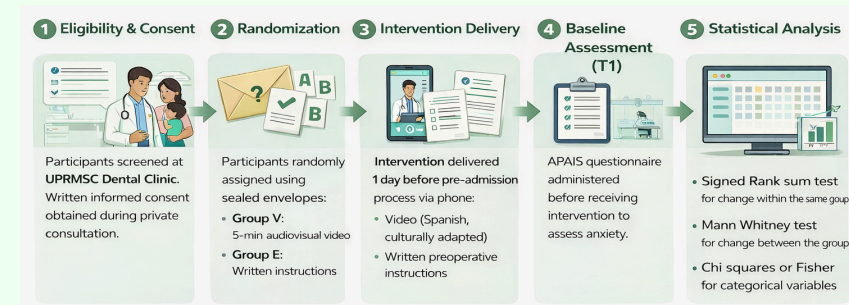 1 Eligibility & Consent
Participants screened at
UPRMSC Dental Clinic.
Written informed consent
obtained during private
consultation.
2 Randomization
?
A B
B
Participants randomly
assigned using
sealed envelopes:
• Group V:
5-min audiovisual video
• Group E:
Written instructions
3 Intervention Delivery
Intervention delivered
1 day before pre-admission
process via phone:
• Video (Spanish,
culturally adapted)
• Written preoperative
instructions
4 Baseline
Assessment
(T1)
APAIS questionnaire
administered
before receiving
intervention to
assess anxiety.
5 Statistical Analysis
• Signed Rank sum test
for change within the same goup
• Mann Whitney test
for change between the group
• Chi squares or Fisher
for categorical variables